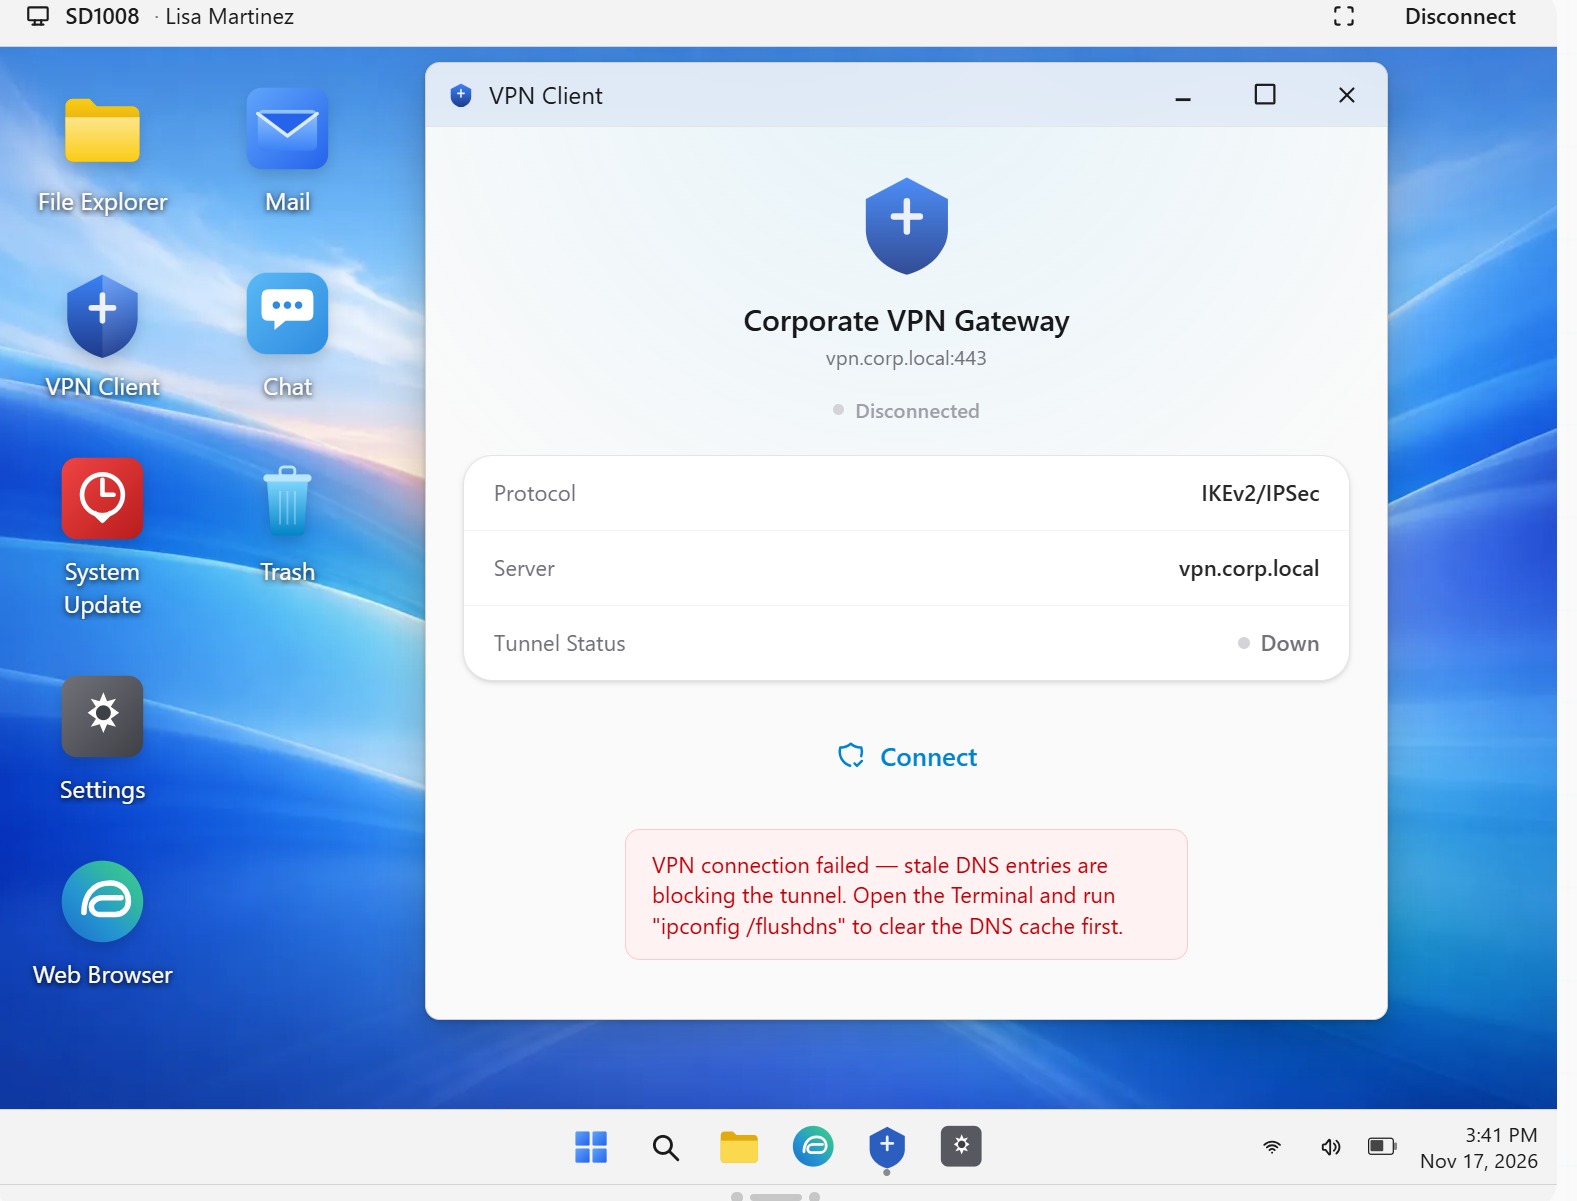 SD1008 · Lisa Martinez
Disconnect
File Explorer
Mail
VPN Client
Chat
System
Update
Trash
Settings
Web Browser
VPN Client
Corporate VPN Gateway
vpn.corp.local:443
Disconnected
Protocol IKEv2/IPSec
Server vpn.corp.local
Tunnel Status Down
Connect
VPN connection failed — stale DNS entries are
blocking the tunnel. Open the Terminal and run
"ipconfig /flushdns" to clear the DNS cache first.
3:41 PM
Nov 17, 2026